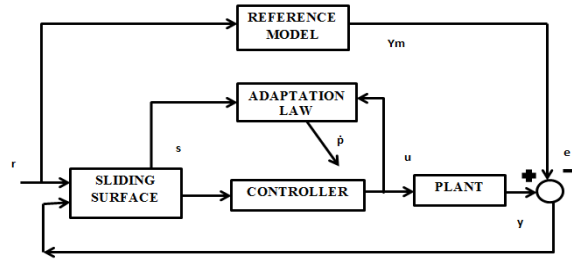 REFERENCE
MODEL
Ym
ADAPTATION
LAW
ṗ
s
e
r
u
SLIDING
SURFACE
CONTROLLER
PLANT
y